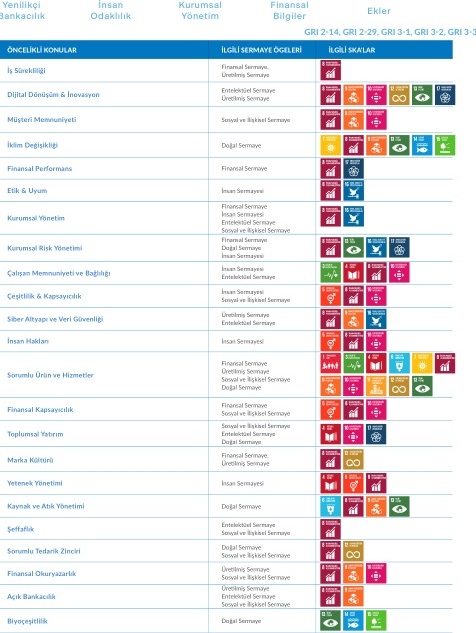 Yenilikçi
Bankacılık
İnsan
Odaklılık
Kurumsal
Yönetim
Finansal
Bilgiler
Ekler
GRI 2-14, GRI 2-29, GRI 3-1, GRI 3-2, GRI 3-3
ÖNCELİKLİ KONULAR İLGİLİ SERMAYE ÖGELERİ İLGİLİ SKA'LAR
İş Sürekliliği
Finansal Sermaye,
Üretilmiş Sermaye
Dijital Dönüşüm & İnovasyon
Entelektüel Sermaye
Üretilmiş Sermaye
Müşteri Memnuniyeti
Sosyal ve İlişkisel Sermaye
İklim Değişikliği
Doğal Sermaye
Finansal Performans
Finansal Sermaye
Etik & Uyum
İnsan Sermayesi
Kurumsal Yönetim
Finansal Sermaye
İnsan Sermayesi
Entelektüel Sermaye
Sosyal ve İlişkisel Sermaye
Kurumsal Risk Yönetimi
Finansal Sermaye
Doğal Sermaye
İnsan Sermayesi
Çalışan Memnuniyeti ve Bağlılığı
İnsan Sermayesi
Entelektüel Sermaye
Çeşitlilik & Kapsayıcılık
İnsan Sermayesi
Sosyal ve İlişkisel Sermaye
Siber Altyapı ve Veri Güvenliği
Üretilmiş Sermaye
Entelektüel Sermaye
İnsan Hakları
İnsan Sermayesi
Sorumlu Ürün ve Hizmetler
Finansal Sermaye
Üretilmiş Sermaye
Sosyal ve İlişkisel Sermaye
Doğal Sermaye
Finansal Kapsayıcılık
Finansal Sermaye
Sosyal ve İlişkisel Sermaye
Toplumsal Yatırım
Sosyal ve İlişkisel Sermaye
Entelektüel Sermaye
Doğal Sermaye
Marka Kültürü
Finansal Sermaye,
Üretilmiş Sermaye
Yetenek Yönetimi
İnsan Sermayesi
Kaynak ve Atık Yönetimi
Doğal Sermaye
Şeffaflık
Entelektüel Sermaye
Sosyal ve İlişkisel Sermaye
Sorumlu Tedarik Zinciri
Doğal Sermaye
Sosyal ve İlişkisel Sermaye
Finansal Okuryazarlık
Üretilmiş Sermaye
Sosyal ve İlişkisel Sermaye
Açık Bankacılık
Üretilmiş Sermaye
Entelektüel Sermaye
Sosyal ve İlişkisel Sermaye
Biyoçeşitlilik
Doğal Sermaye